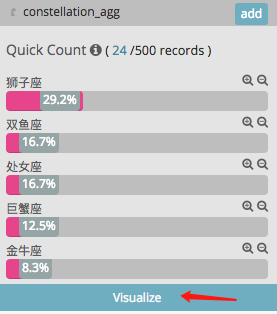 t constellation_agg add
Quick Count ( 24 /500 records )
狮子座
29.2%
双鱼座
16.7%
处女座
16.7%
巨蟹座
12.5%
金牛座
8.3%
Visualize